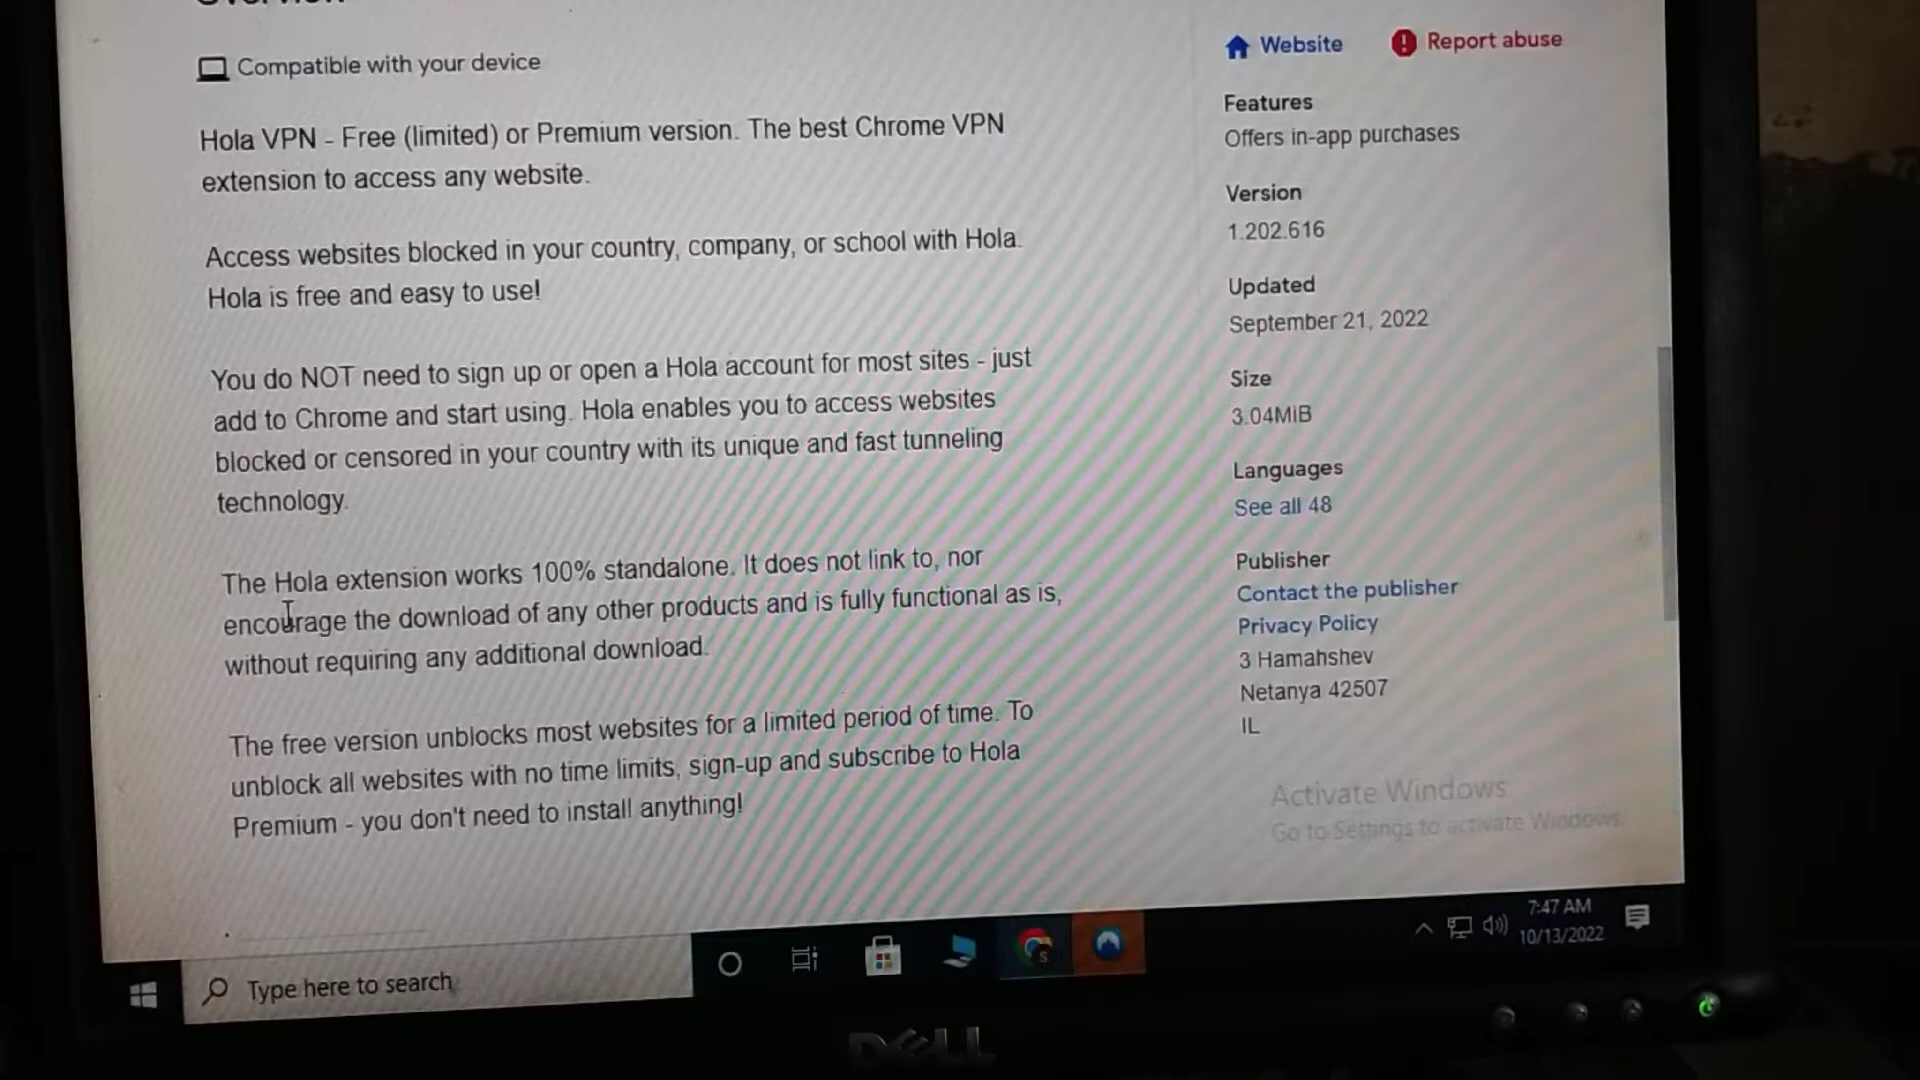 Compatible with your device
Hola VPN - Free (limited) or Premium version. The best Chrome VPN
extension to access any website.
Access websites blocked in your country, company, or school with Hola.
Hola is free and easy to use!
You do NOT need to sign up or open a Hola account for most sites - just
add to Chrome and start using. Hola enables you to access websites
blocked or censored in your country with its unique and fast tunneling
technology.
The Hola extension works 100% standalone. It does not link to, nor
encourage the download of any other products and is fully functional as is,
without requiring any additional download.
The free version unblocks most websites for a limited period of time. To
unblock all websites with no time limits, sign-up and subscribe to Hola
Premium - you don't need to install anything!
Website
Report abuse
Features
Offers in-app purchases
Version
1.202.616
Updated
September 21, 2022
Size
3.04MiB
Languages
See all 48
Publisher
Contact the publisher
Privacy Policy
3 Hamahshev
Netanya 42507
IL
Activate Windows
Go to Settings to activate Windows.
Type here to search
7:47 AM
10/13/2022
DELL